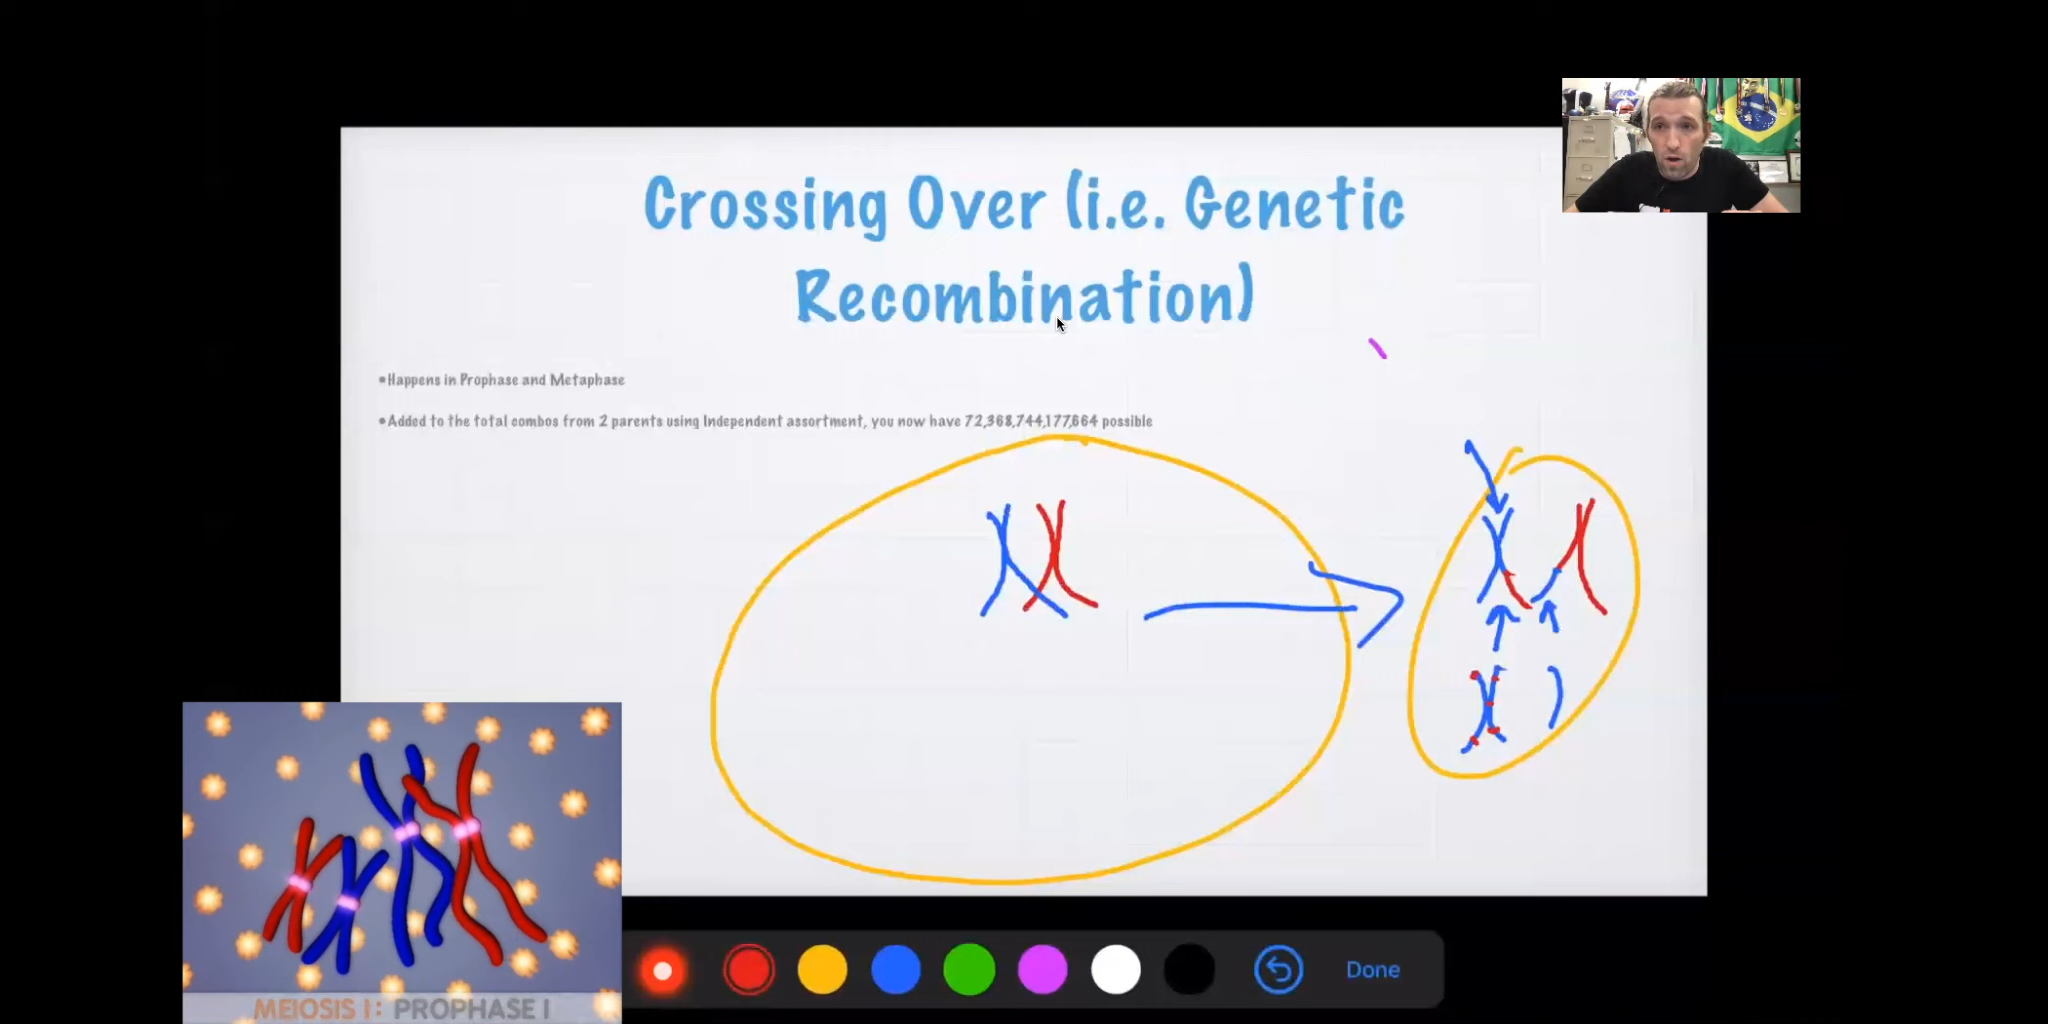 Crossing Over (i.e. Genetic
Recombination)
•Happens in Prophase and Metaphase
•Added to the total combos from 2 parents using Independent assortment, you now have 72,368,744,177,664 possible
MEIOSIS I: PROPHASE I
Done